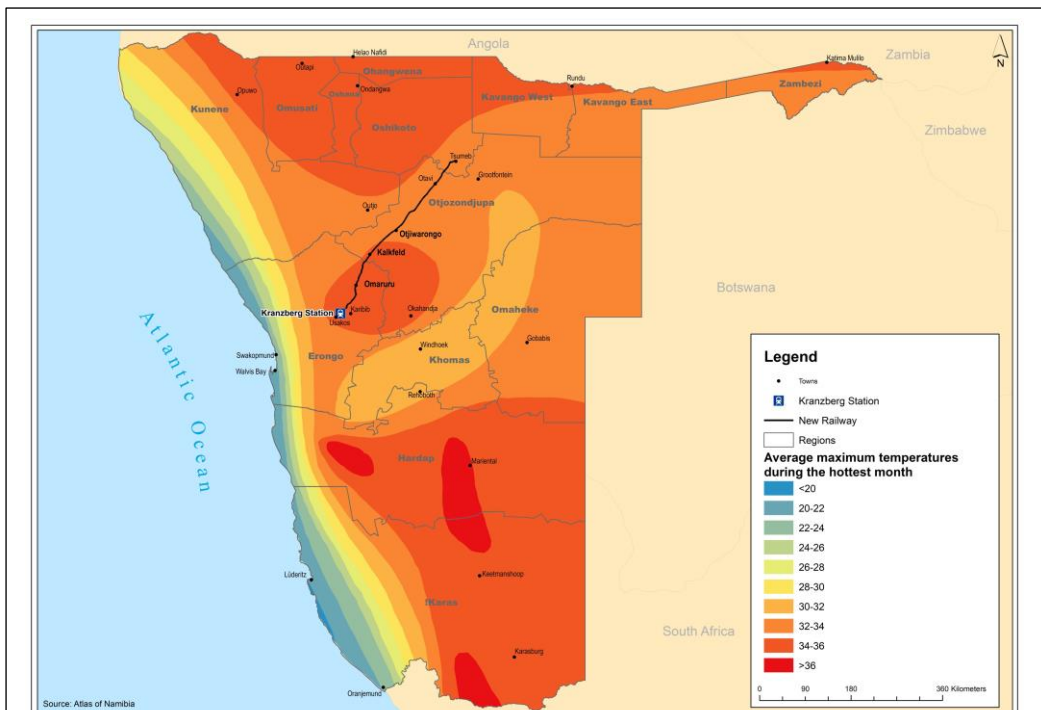 Angola
Zambia
N
Helao Nafidi
Outapi
Ohangwena
Katima Mulilo
Opuwo
Oshana
Ondangwa
Rundu
Kunene
Omusati
Kavango West
Kavango East
Zambezi
Oshikoto
Zimbabwe
Tsumeb
Otavi
Grootfontein
Outjo
Otjozondjupa
Otjiwarongo
Kalkfeld
Botswana
Omaruru
Omaheke
Kranzberg Station
Karibib
Okahandja
Usakos
Gobabis
Windhoek
Swakopmund
Erongo
Khomas
Walvis Bay
Rehoboth
Atlantic Ocean
Hardap
Mariental
Lüderitz
Keetmanshoop
!Karas
South Africa
Karasburg
Oranjemund
Source: Atlas of Namibia
Legend
Towns
Kranzberg Station
New Railway
Regions
Average maximum temperatures
during the hottest month
<20
20-22
22-24
24-26
26-28
28-30
30-32
32-34
34-36
>36
0 90 180 360 Kilometers